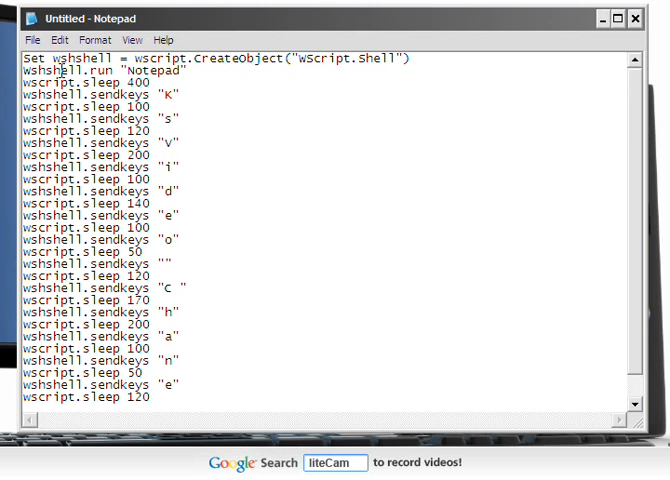 Untitled - Notepad
File Edit Format View Help
Set wshshell = wscript.CreateObject("WScript.Shell")
Wshshell.run "Notepad"
wscript.sleep 400
wshshell.sendkeys "K"
wscript.sleep 100
wshshell.sendkeys "s"
wscript.sleep 120
wshshell.sendkeys "v"
wscript.sleep 200
wshshell.sendkeys "i"
wscript.sleep 100
wshshell.sendkeys "d"
wscript.sleep 140
wshshell.sendkeys "e"
wscript.sleep 100
wshshell.sendkeys "o"
wscript.sleep 50
wshshell.sendkeys ""
wscript.sleep 120
wshshell.sendkeys "c "
wscript.sleep 170
wshshell.sendkeys "h"
wscript.sleep 200
wshshell.sendkeys "a"
wscript.sleep 100
wshshell.sendkeys "n"
wscript.sleep 50
wshshell.sendkeys "e"
wscript.sleep 120
Google Search liteCam to record videos!